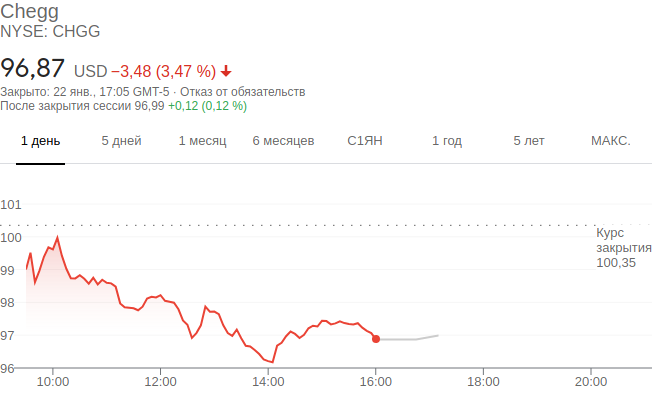 Chegg
NYSE: CHGG
96,87 USD −3,48 (3,47 %)
Закрыто: 22 янв., 17:05 GMT-5 · Отказ от обязательств
После закрытия сессии 96,99 +0,12 (0,12 %)
1 день 5 дней 1 месяц 6 месяцев С1ЯН 1 год 5 лет МАКС.
101
100
99
98
97
96
Курс
закрытия
100,35
10:00 12:00 14:00 16:00 18:00 20:00